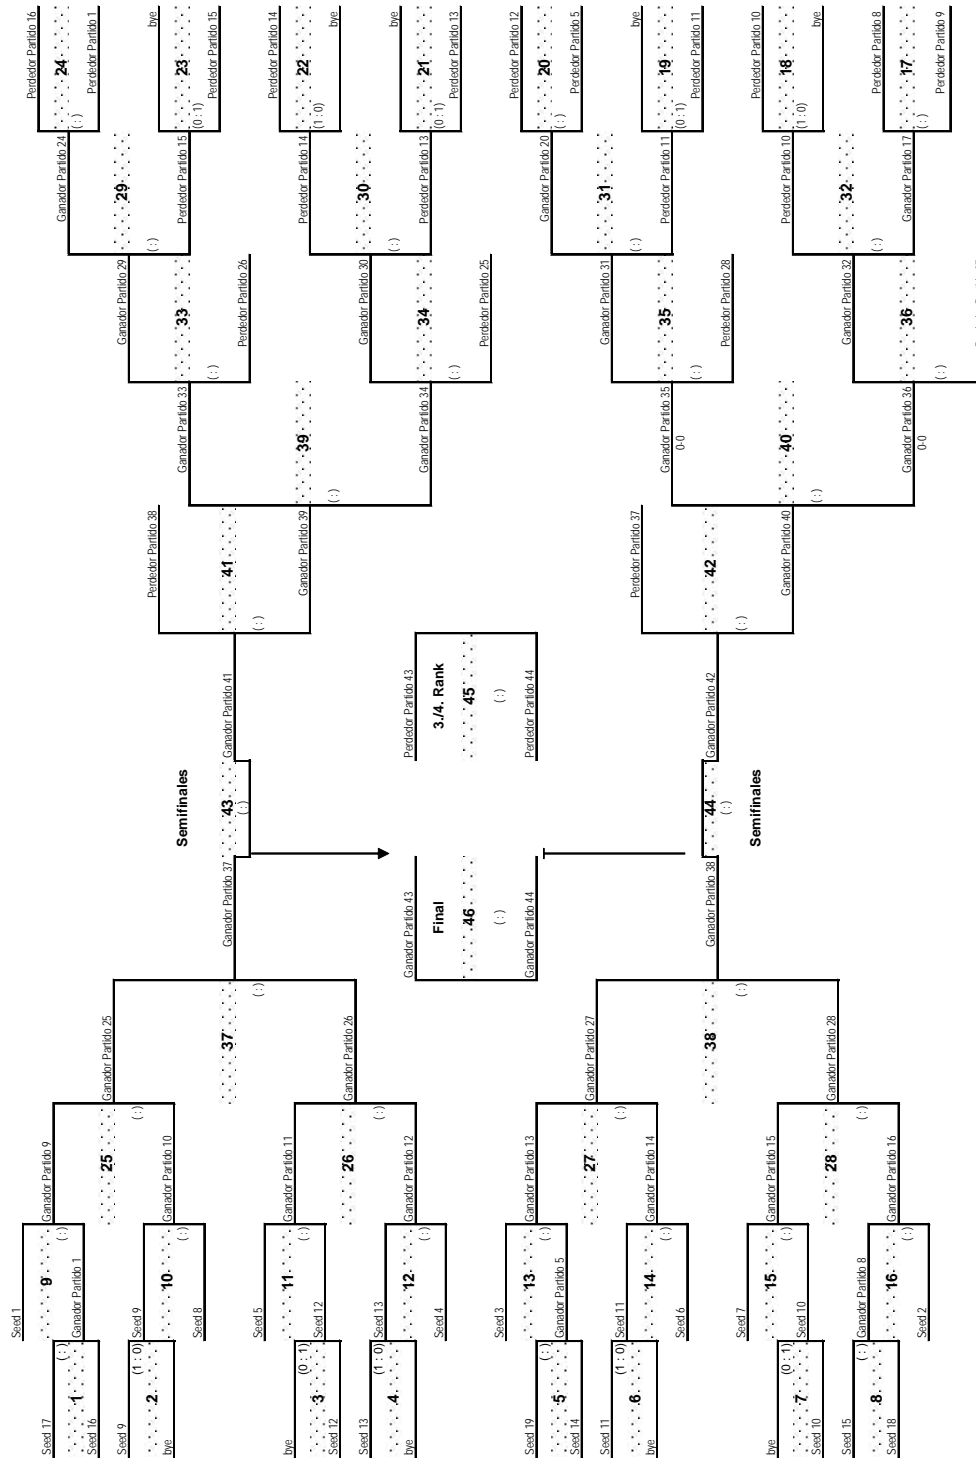 Seed 17
1
( : )
Seed 16
Seed 9
2
(1 : 0)
bye
bye
3
(0 : 1)
Seed 12
Seed 13
4
(1 : 0)
bye
Seed 19
5
( : )
Seed 14
Seed 11
6
(1 : 0)
bye
bye
7
(0 : 1)
Seed 10
Seed 15
8
( : )
Seed 18
Seed 1
9
( : )
Ganador Partido 1
Seed 9
10
( : )
Seed 8
Seed 5
11
( : )
Seed 12
Seed 13
12
( : )
Seed 4
Seed 3
13
( : )
Ganador Partido 5
Seed 11
14
( : )
Seed 6
Seed 7
15
( : )
Seed 10
Ganador Partido 8
16
( : )
Seed 2
Ganador Partido 9
25
( : )
Ganador Partido 10
Ganador Partido 11
26
( : )
Ganador Partido 12
Ganador Partido 13
27
( : )
Ganador Partido 14
Ganador Partido 15
28
( : )
Ganador Partido 16
Ganador Partido 25
37
( : )
Ganador Partido 26
Ganador Partido 27
38
( : )
Ganador Partido 28
Semifinales
Ganador Partido 37
43
( : )
Ganador Partido 41
Ganador Partido 43
Final
46
( : )
Ganador Partido 44
Perdedor Partido 43
3./4. Rank
45
( : )
Perdedor Partido 44
Ganador Partido 38
44
( : )
Ganador Partido 42
Semifinales
Perdedor Partido 38
41
( : )
Ganador Partido 39
Perdedor Partido 37
42
( : )
Ganador Partido 40
Ganador Partido 33
39
( : )
Ganador Partido 34
Ganador Partido 35
0-0
40
( : )
Ganador Partido 36
0-0
Ganador Partido 29
33
( : )
Perdedor Partido 26
Ganador Partido 30
34
( : )
Perdedor Partido 25
Ganador Partido 31
35
( : )
Perdedor Partido 28
Ganador Partido 32
36
( : )
Ganador Partido 24
29
( : )
Perdedor Partido 15
Perdedor Partido 14
30
( : )
Perdedor Partido 13
Ganador Partido 20
31
( : )
Perdedor Partido 11
Perdedor Partido 10
32
( : )
Ganador Partido 17
Perdedor Partido 16
24
( : )
Perdedor Partido 1
bye
23
(0 : 1)
Perdedor Partido 15
Perdedor Partido 14
22
(1 : 0)
bye
bye
21
(0 : 1)
Perdedor Partido 13
Perdedor Partido 12
20
( : )
Perdedor Partido 5
bye
19
(0 : 1)
Perdedor Partido 11
Perdedor Partido 10
18
(1 : 0)
bye
Perdedor Partido 8
17
( : )
Perdedor Partido 9